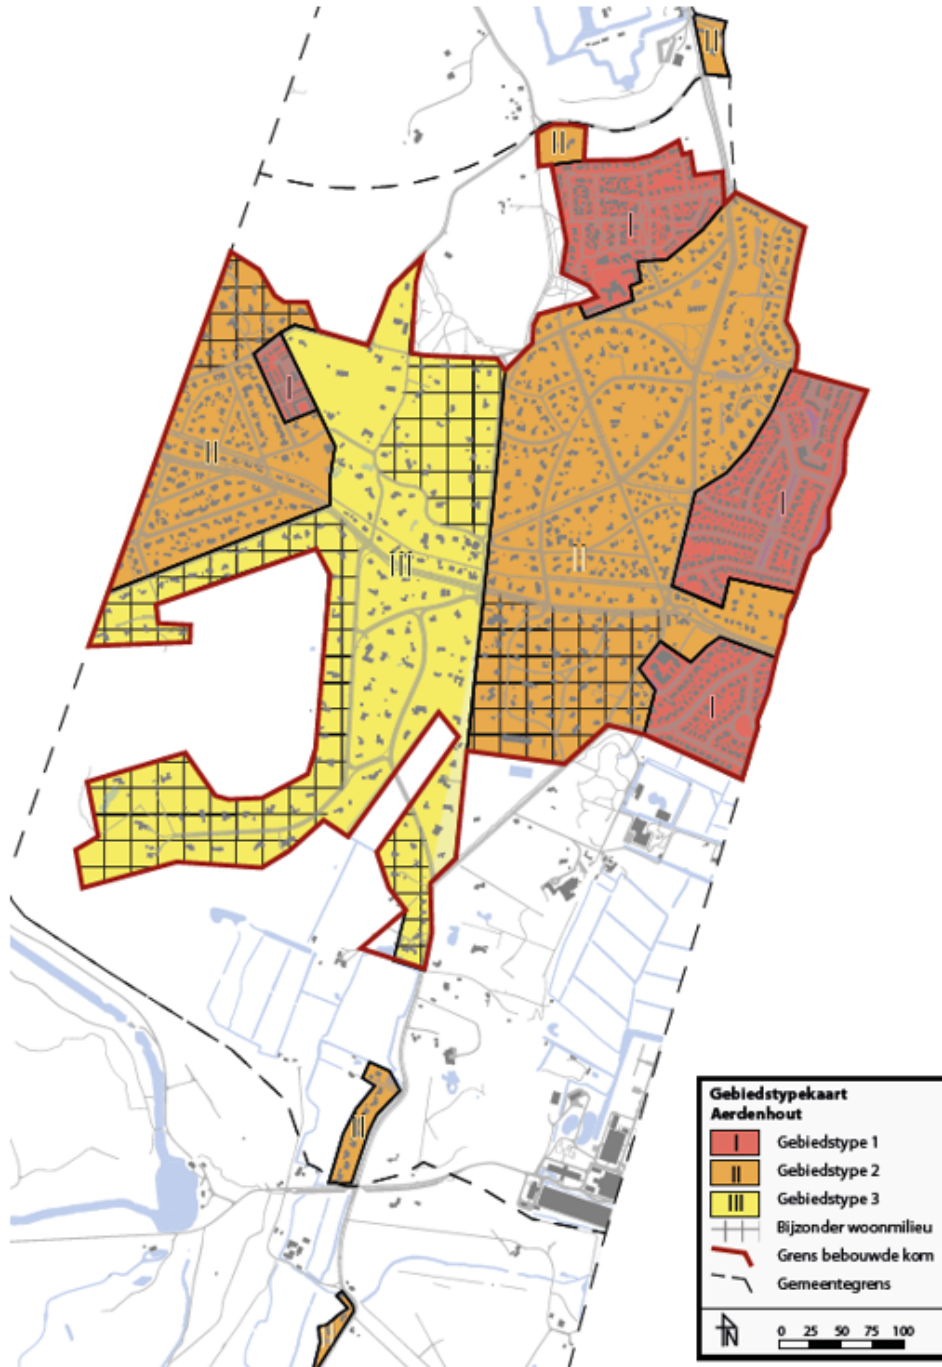 II
II
I
I
II
I
III
II
I
II
II
Gebiedstypekaart
Aerdenhout
I Gebiedstype 1
II Gebiedstype 2
III Gebiedstype 3
Bijzonder woonmilieu
Grens bebouwde kom
Gemeentegrens
N 0 25 50 75 100